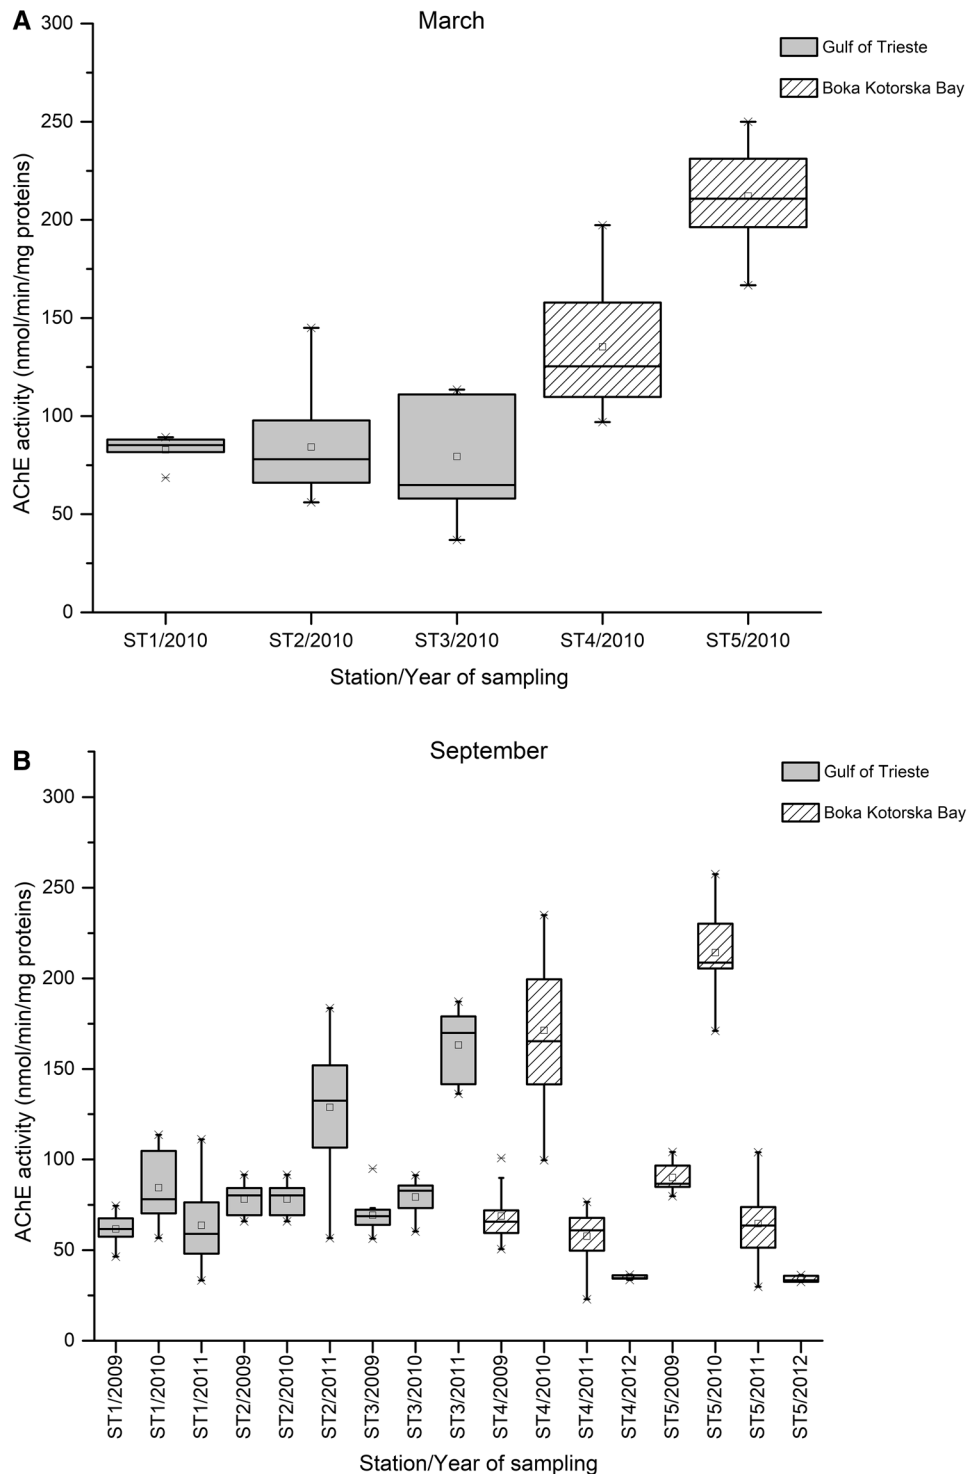 A
March
Gulf of Trieste
Boka Kotorska Bay
AChE activity (nmol/min/mg proteins)
300
250
200
150
100
50
0
ST1/2010 ST2/2010 ST3/2010 ST4/2010 ST5/2010
Station/Year of sampling
B
September
Gulf of Trieste
Boka Kotorska Bay
AChE activity (nmol/min/mg proteins)
300
250
200
150
100
50
0
ST1/2009
ST1/2010
ST1/2011
ST2/2009
ST2/2010
ST2/2011
ST3/2009
ST3/2010
ST3/2011
ST4/2009
ST4/2010
ST4/2011
ST4/2012
ST5/2009
ST5/2010
ST5/2011
ST5/2012
Station/Year of sampling